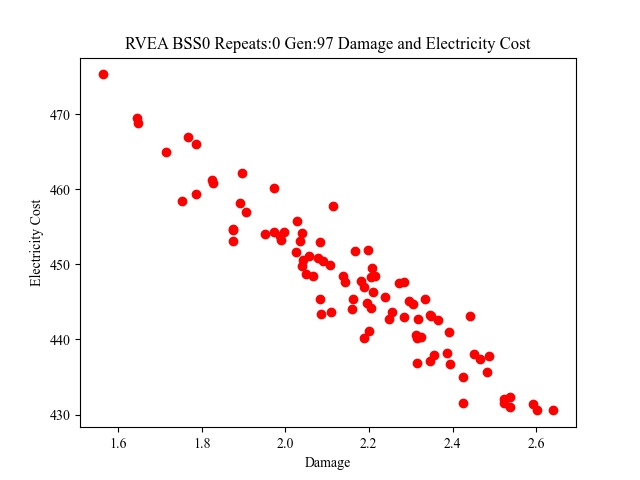 RVEA BSS0 Repeats:0 Gen:97 Damage and Electricity Cost
Electricity Cost
470
460
450
440
430
1.6 1.8 2.0 2.2 2.4 2.6
Damage